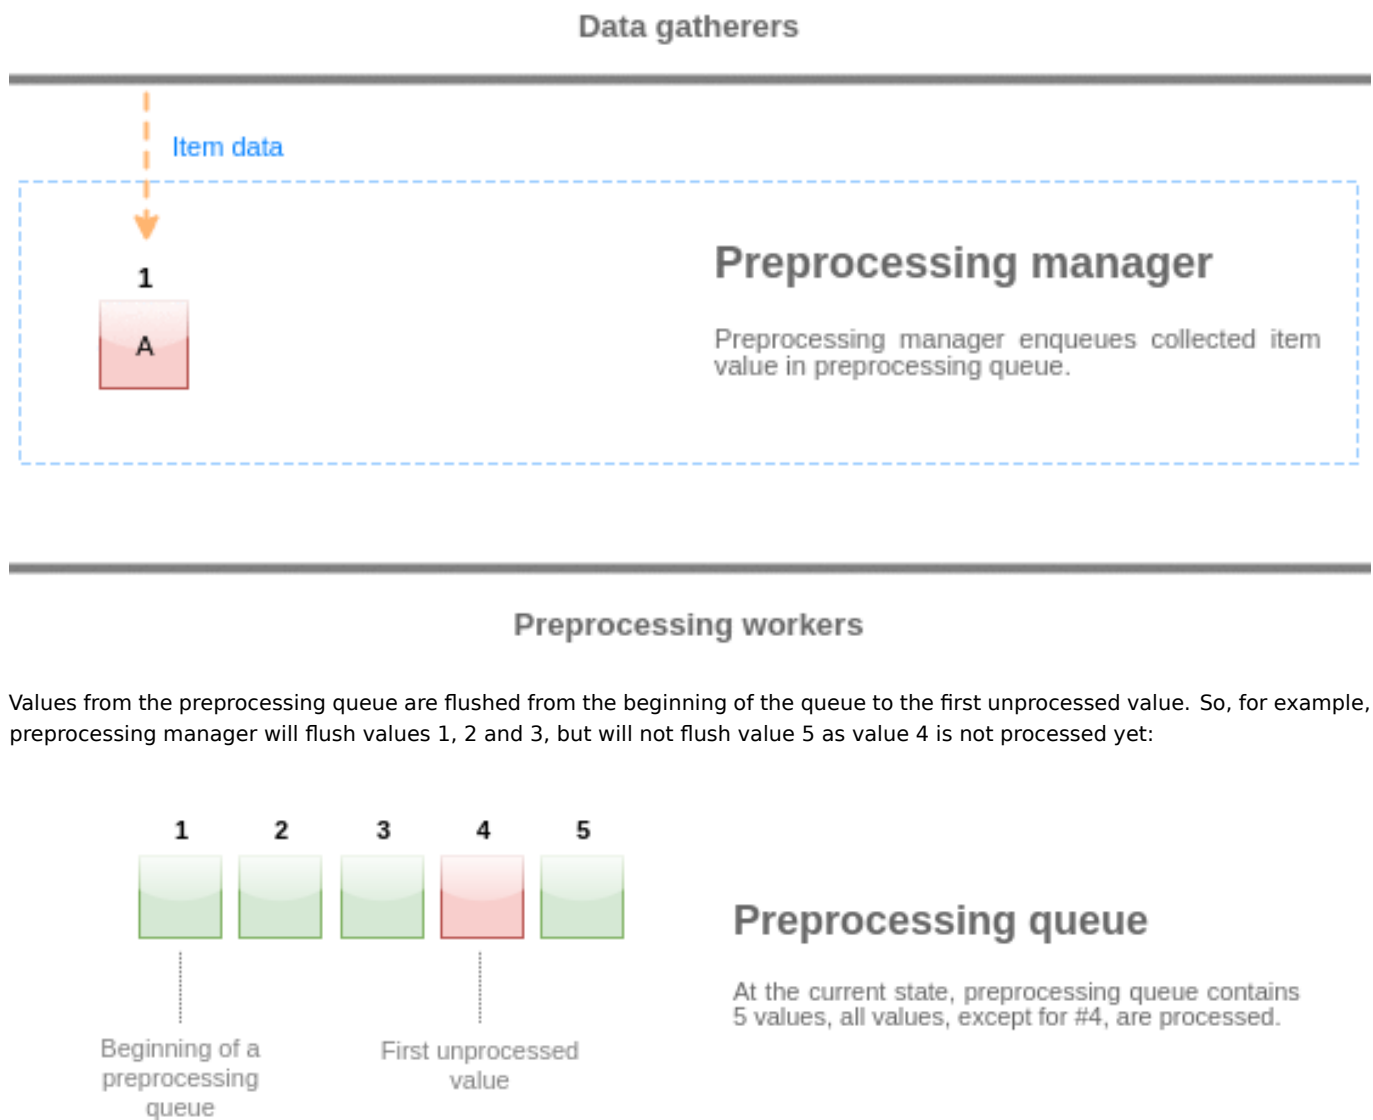 Data gatherers
Item data
1
A
Preprocessing manager
Preprocessing manager enqueues collected item
value in preprocessing queue.
Preprocessing workers
Values from the preprocessing queue are flushed from the beginning of the queue to the first unprocessed value. So, for example,
preprocessing manager will flush values 1, 2 and 3, but will not flush value 5 as value 4 is not processed yet:
1 2 3 4 5
Preprocessing queue
At the current state, preprocessing queue contains
5 values, all values, except for #4, are processed.
Beginning of a
preprocessing
queue
First unprocessed
value